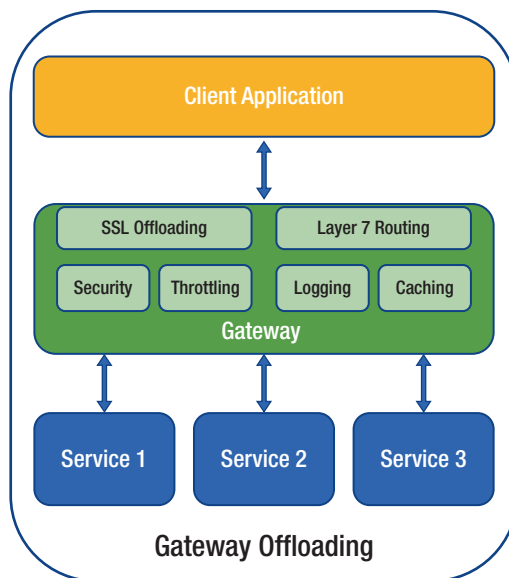 Client Application
SSL Offloading
Layer 7 Routing
Security
Throttling
Logging
Caching
Gateway
Service 1
Service 2
Service 3
Gateway Offloading